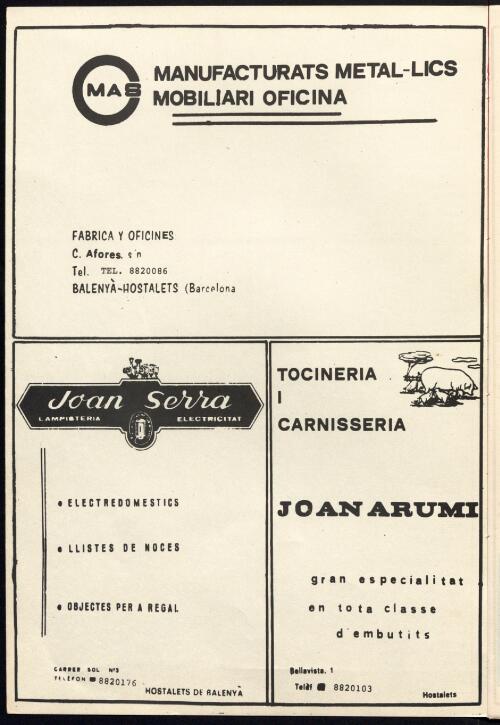 MAS
MANUFACTURATS METAL-LICS
MOBILIARI OFICINA
FABRICA Y OFICINES
C. Afores. s/n
Tel. TEL. 8820086
BALENYÀ-HOSTALETS (Barcelona
Joan Serra
LAMPISTERIA ELECTRICITAT
• ELECTREDOMESTICS
• LLISTES DE NOCES
• OBJECTES PER A REGAL
CARRER SOL Nº3
TELÈFON 8820176
HOSTALETS DE BALENYÀ
TOCINERIA
I
CARNISSERIA
JOAN ARUMI
gran especialitat
en tota classe
d'embutits
Bellavista. 1
Telèf 8820103
Hostalets